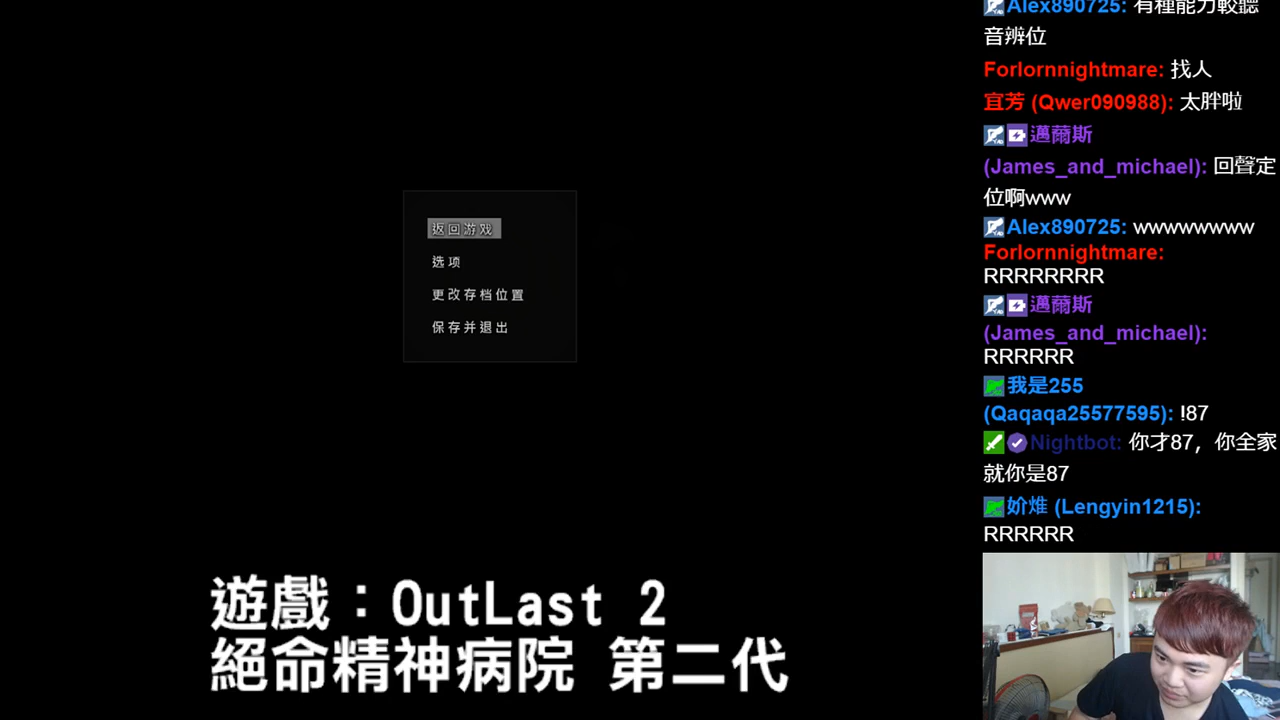 返回游戏
选项
更改存档位置
保存并退出
遊戲：OutLast 2
絕命精神病院 第二代
Alex890725: 有種能力較聽
音辨位
Forlornnightmare: 找人
宜芳 (Qwer090988): 太胖啦
邁薾斯
(James_and_michael): 回聲定
位啊www
Alex890725: wwwwwwww
Forlornnightmare:
RRRRRRRR
邁薾斯
(James_and_michael):
RRRRRR
我是255
(Qaqaqa25577595): !87
Nightbot: 你才87，你全家
就你是87
(Lengyin1215):
RRRRRR